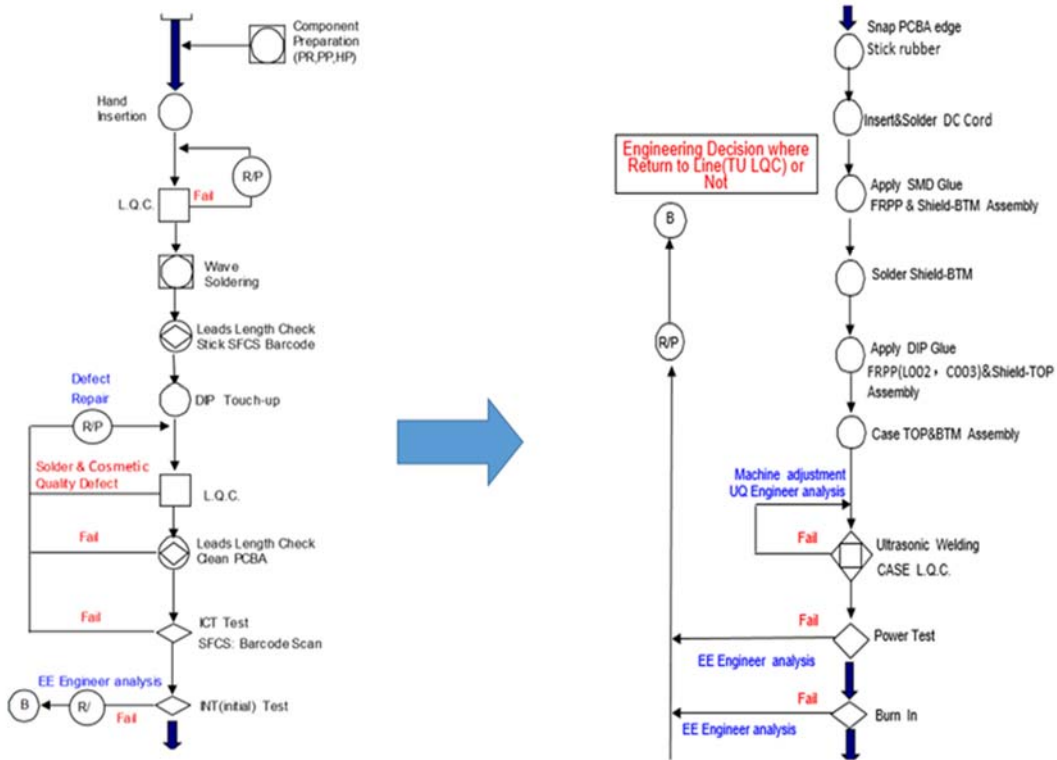 Component
Preparation
(PR,PP,HP)
Hand
Insertion
R/P
Fail
L.Q.C.
Wave
Soldering
Leads Length Check
Stick SFCS Barcode
Defect
Repair
DIP Touch-up
R/P
Solder & Cosmetic
Quality Defect
L.Q.C.
Fail
Leads Length Check
Clean PCBA
Fail
ICT Test
SFCS: Barcode Scan
EE Engineer analysis
B
R/
Fail
INT(initial) Test
Snap PCBA edge
Stick rubber
Insert&Solder DC Cord
Engineering Decision where
Return to Line(TU LQC) or
Not
Apply SMD Glue
FRPP & Shield-BTM Assembly
B
Solder Shield-BTM
R/P
Apply DIP Glue
FRPP(L002，C003)&Shield-TOP
Assembly
Case TOP&BTM Assembly
Machine adjustment
UQ Engineer analysis
Fail
Ultrasonic Welding
CASE L.Q.C.
Fail
Power Test
EE Engineer analysis
Fail
Burn In
EE Engineer analysis